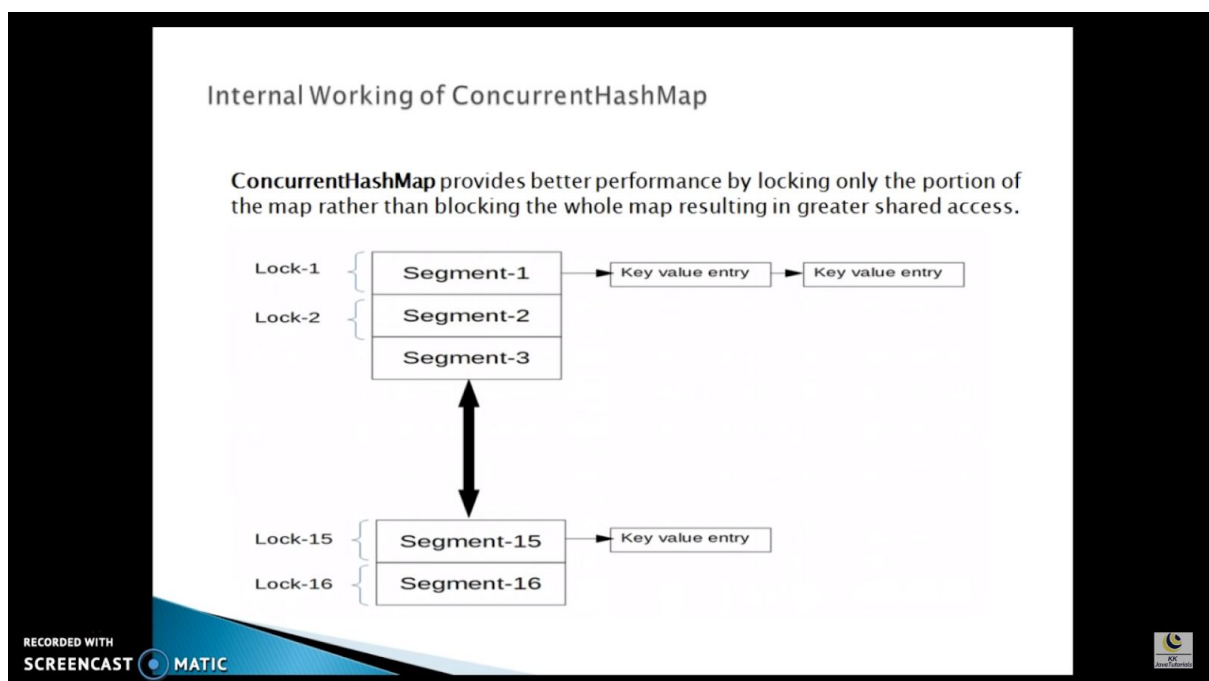 Internal Working of ConcurrentHashMap
ConcurrentHashMap provides better performance by locking only the portion of
the map rather than blocking the whole map resulting in greater shared access.
Lock-1
Segment-1
Key value entry
Key value entry
Lock-2
Segment-2
Segment-3
Lock-15
Segment-15
Key value entry
Lock-16
Segment-16
RECORDED WITH
SCREENCAST MATIC
KK
JavaTutorials